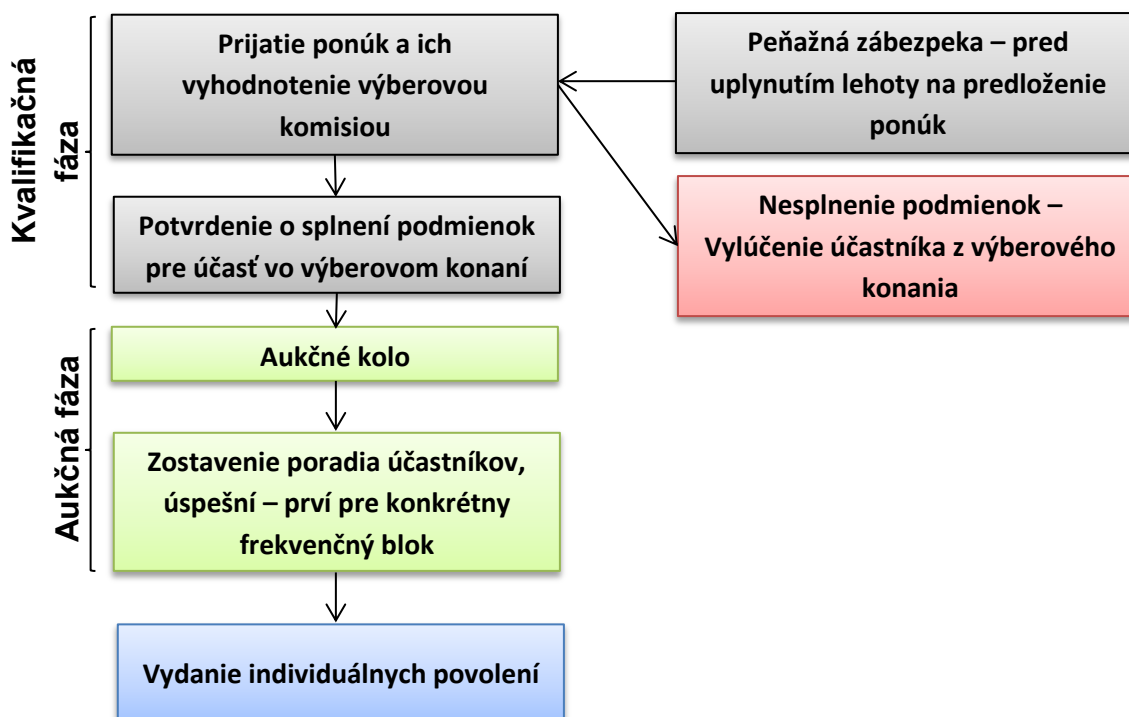 Kvalifikačná
fáza
Prijatie ponúk a ich
vyhodnotenie výberovou
komisiou
Peňažná zábezpeka – pred
uplynutím lehoty na predloženie
ponúk
Potvrdenie o splnení podmienok
pre účasť vo výberovom konaní
Nesplnenie podmienok –
Vylúčenie účastníka z výberového
konania
Aukčná fáza
Aukčné kolo
Zostavenie poradia účastníkov,
úspešní – prví pre konkrétny
frekvenčný blok
Vydanie individuálnych povolení